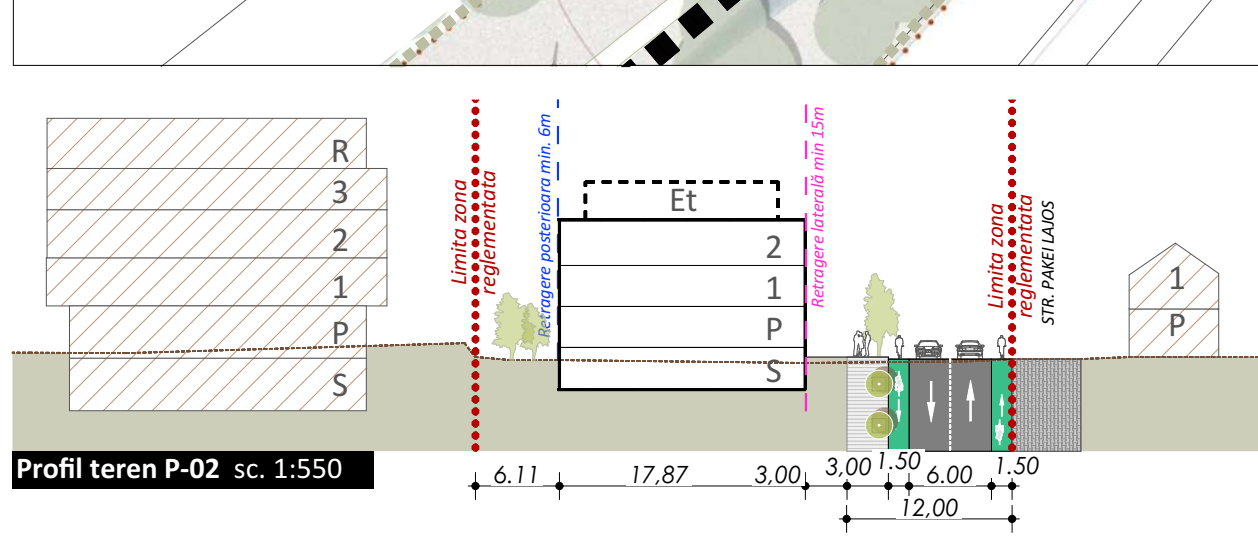 R
3
2
1
P
S
Limita zona
reglementata
Retragere posterioara min. 6m
Et
2
1
P
S
Retragere laterală min 15m
Limita zona
reglementata
STR. PAKEI LAJOS
1
P
Profil teren P-02 sc. 1:550
6.11 17,87 3,00 3,00 1.50 6.00 1.50
12,00